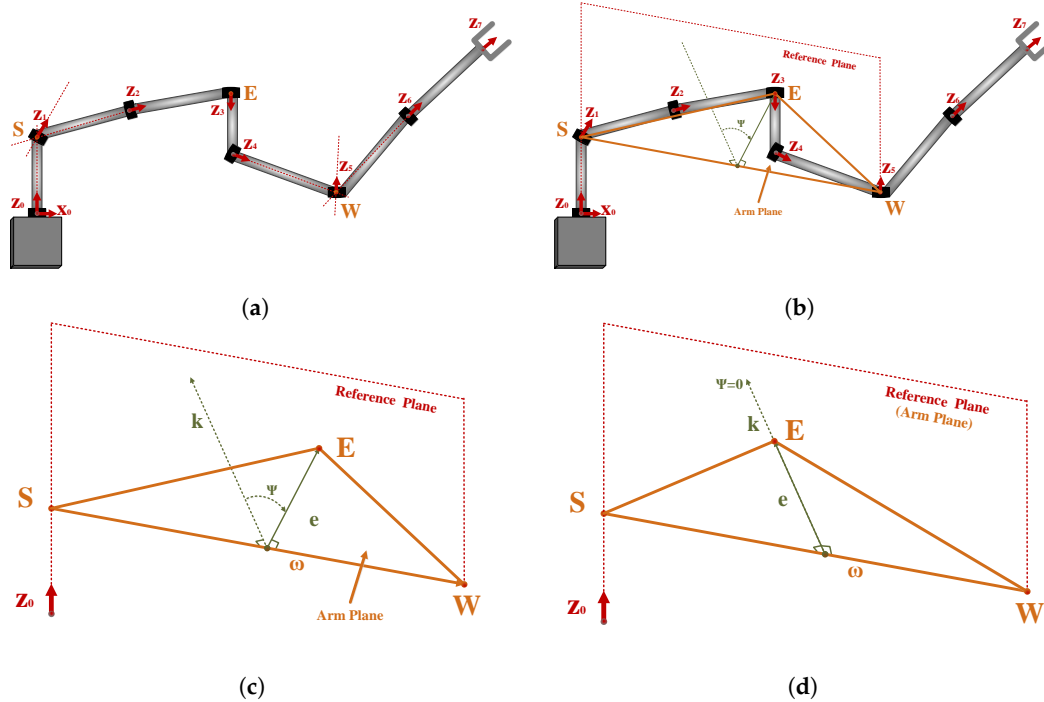 Z₇
Z₁
Z₂
Z₃
E
S
Z₆
Z₄
Z₅
W
Z₀
X₀
(a)
Z₇
Reference Plane
Z₃
E
Z₁
Z₂
Ψ
S
Z₆
Z₄
Z₅
W
Arm Plane
Z₀
X₀
(b)
Reference Plane
k
E
Ψ
S
e
ω
W
Z₀
Arm Plane
(c)
Ψ=0
Reference Plane
(Arm Plane)
k
E
S
e
ω
W
Z₀
(d)